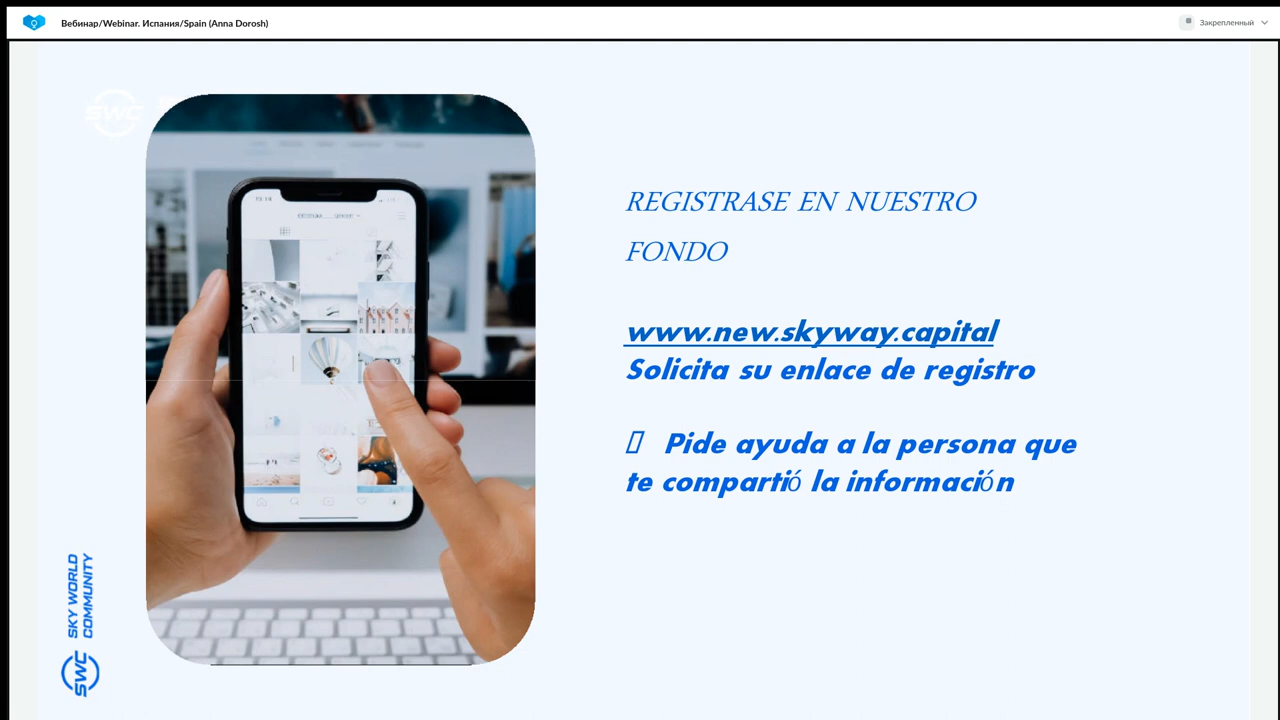 Вебинар/Webinar. Испания/Spain (Anna Dorosh)
Закрепленный
SWC
REGISTRASE EN NUESTRO
FONDO
www.new.skyway.capital
Solicita su enlace de registro
Pide ayuda a la persona que
te compartió la información
SKY WORLD
COMMUNITY
SWC